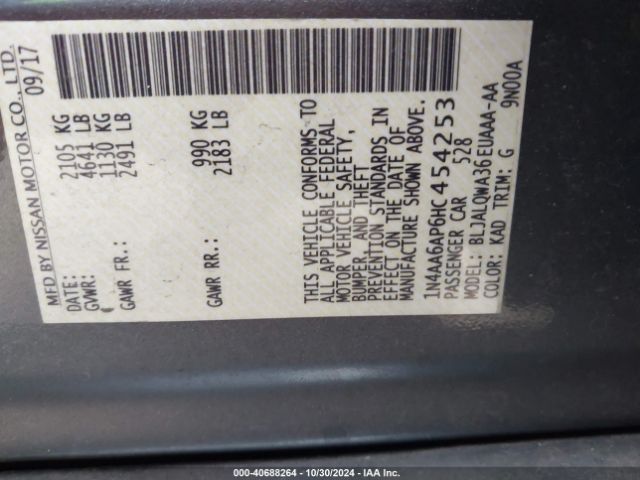 MFD BY NISSAN MOTOR CO., LTD.
DATE: 09/17
GVWR: 2105 KG
4641 LB
GAWR FR.: 1130 KG
2491 LB
GAWR RR.: 990 KG
2183 LB
THIS VEHICLE CONFORMS TO
ALL APPLICABLE FEDERAL
MOTOR VEHICLE SAFETY,
BUMPER, AND THEFT
PREVENTION STANDARDS IN
EFFECT ON THE DATE OF
MANUFACTURE SHOWN ABOVE.
1N4AA6AP6HC454253
PASSENGER CAR 528
MODEL: BLJALQWA36EUAAA-AA
COLOR: KAD TRIM: G 9N00A
000-40688264 | 10/30/2024 | IAA Inc.